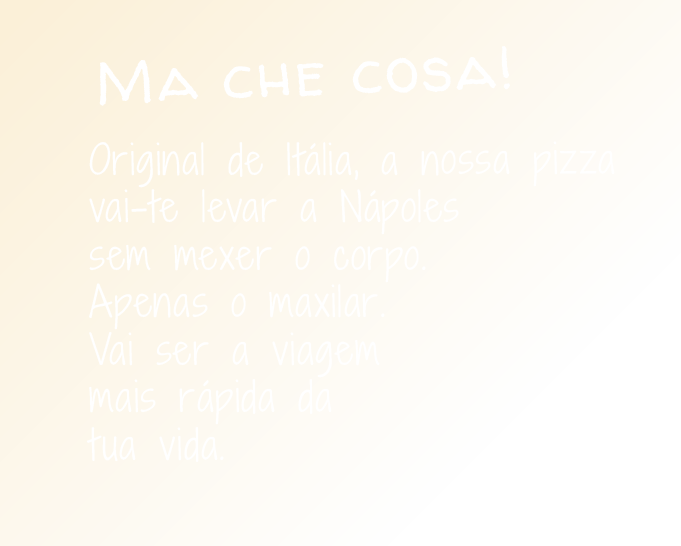 MA CHE COSA!
Original de Itália, a nossa pizza
vai-te levar a Nápoles
sem mexer o corpo.
Apenas o maxilar.
Vai ser a viagem
mais rápida da
tua vida.